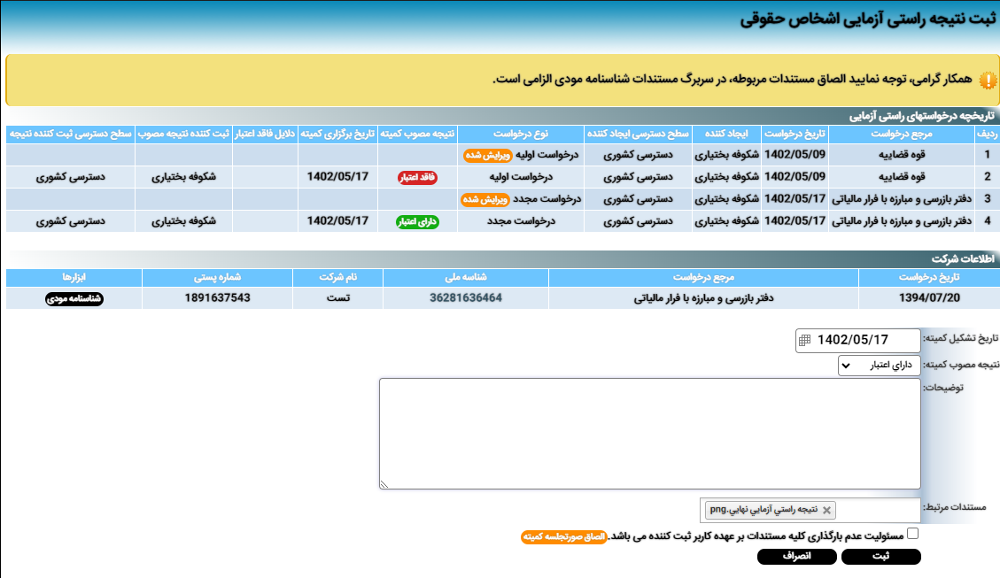 ثبت نتیجه راستی آزمایی اشخاص حقوقی
همکار گرامی، توجه نمایید الصاق مستندات مربوطه، در سربرگ مستندات شناسنامه مودی الزامی است.
تاریخچه درخواستهای راستی آزمایی
ردیف مرجع درخواست تاریخ درخواست ایجاد کننده سطح دسترسی ایجاد کننده نوع درخواست نتیجه مصوب کمیته تاریخ برگزاری کمیته دلایل فاقد اعتبار ثبت کننده نتیجه مصوب سطح دسترسی ثبت کننده نتیجه
1 قوه قضاییه 1402/05/09 شکوفه بختیاری دسترسی کشوری درخواست اولیه ویرایش شده
2 قوه قضاییه 1402/05/09 شکوفه بختیاری دسترسی کشوری درخواست اولیه فاقد اعتبار 1402/05/17 شکوفه بختیاری دسترسی کشوری
3 دفتر بازرسی و مبارزه با فرار مالیاتی 1402/05/17 شکوفه بختیاری دسترسی کشوری درخواست مجدد ویرایش شده
4 دفتر بازرسی و مبارزه با فرار مالیاتی 1402/05/17 شکوفه بختیاری دسترسی کشوری درخواست مجدد دارای اعتبار 1402/05/17 شکوفه بختیاری دسترسی کشوری
اطلاعات شرکت
تاریخ درخواست مرجع درخواست شناسه ملی نام شرکت شماره پستی ابزارها
1394/07/20 دفتر بازرسی و مبارزه با فرار مالیاتی 36281636464 تست 1891637543 شناسنامه مودی
تاریخ تشکیل کمیته: 1402/05/17
نتیجه مصوب کمیته: داراي اعتبار
توضیحات:
مستندات مرتبط: نتيجه راستي آزمايي نهايي.png
مسئولیت عدم بارگذاری کلیه مستندات بر عهده کاربر ثبت کننده می باشد. الصاق صورتجلسه کمیته
ثبت انصراف